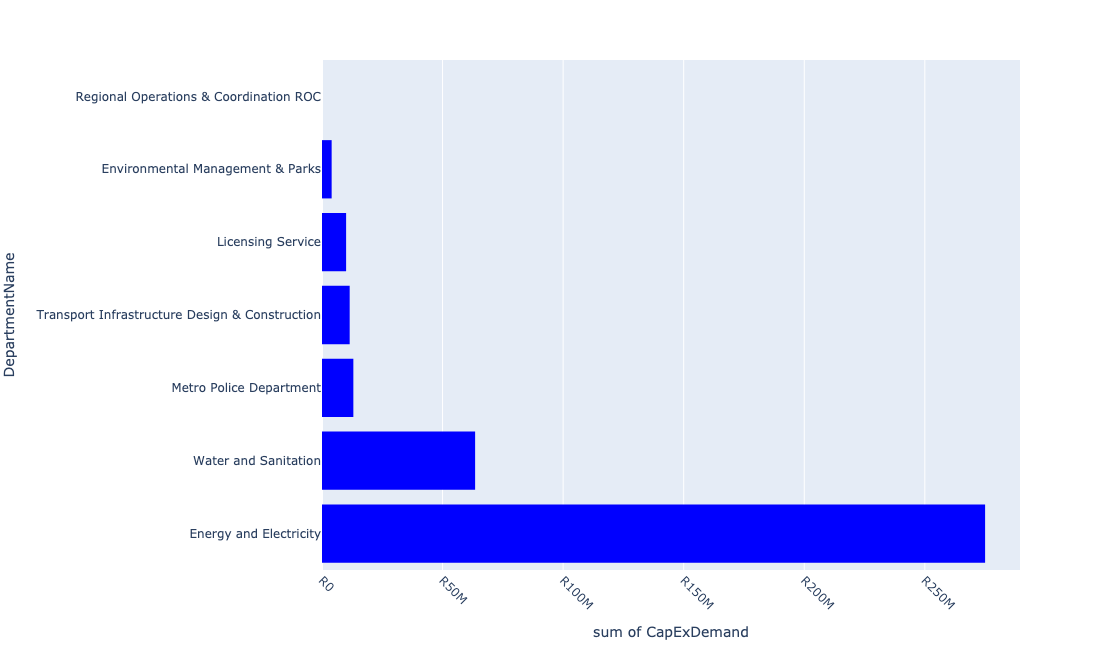 Regional Operations & Coordination ROC
Environmental Management & Parks
Licensing Service
Transport Infrastructure Design & Construction
Metro Police Department
Water and Sanitation
Energy and Electricity
DepartmentName
R0
R50M
R100M
R150M
R200M
R250M
sum of CapExDemand